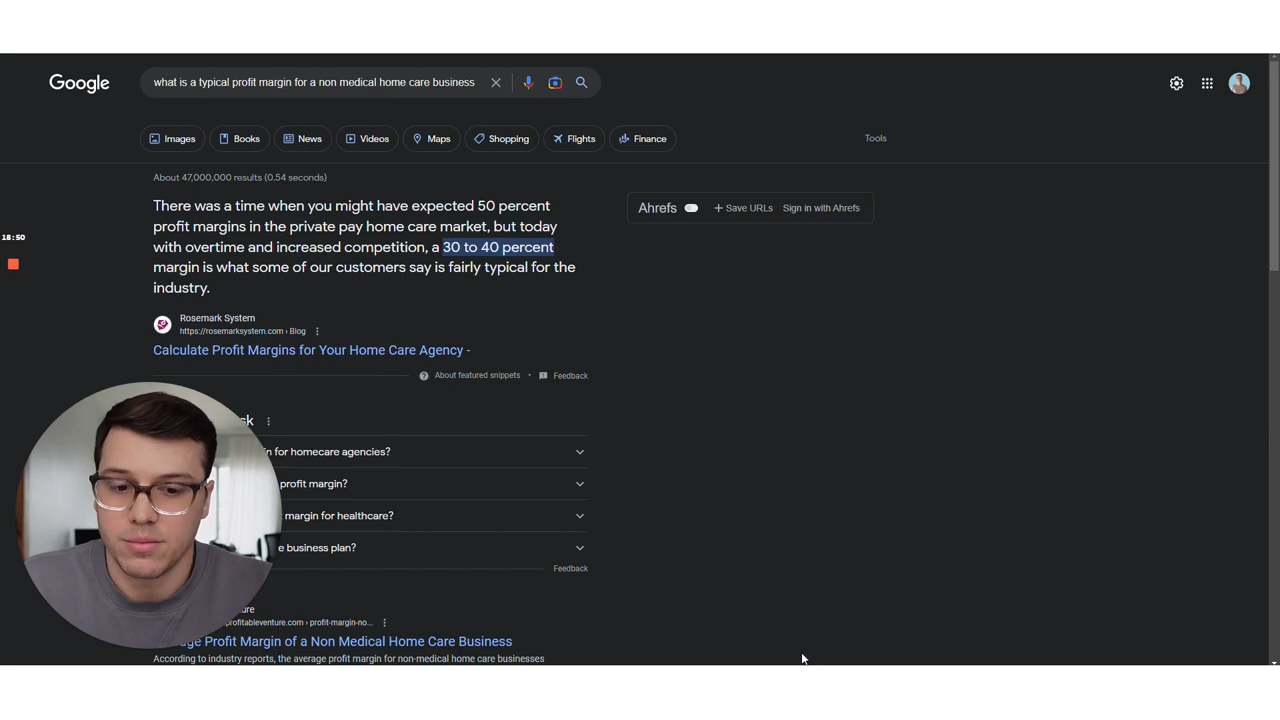 Google
what is a typical profit margin for a non medical home care business
Images
Books
News
Videos
Maps
Shopping
Flights
Finance
Tools
About 47,000,000 results (0.54 seconds)
There was a time when you might have expected 50 percent
profit margins in the private pay home care market, but today
with overtime and increased competition, a 30 to 40 percent
margin is what some of our customers say is fairly typical for the
industry.
Ahrefs + Save URLs Sign in with Ahrefs
18:50
Rosemark System
https://rosemarksystem.com › Blog
Calculate Profit Margins for Your Home Care Agency -
About featured snippets • Feedback
for homecare agencies?
profit margin?
margin for healthcare?
business plan?
Feedback
profit-margin-no...
Profit Margin of a Non Medical Home Care Business
According to industry reports, the average profit margin for non-medical home care businesses